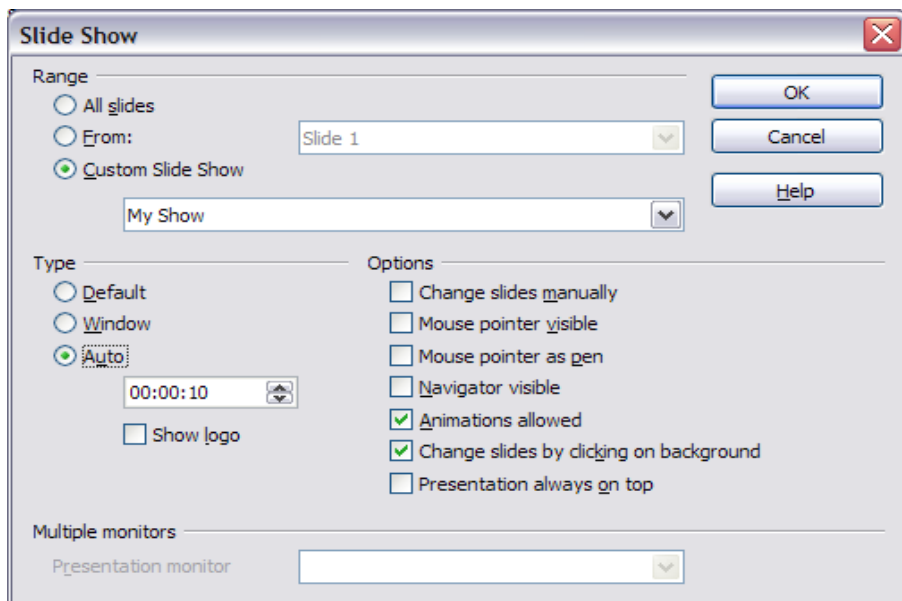 Slide Show
Range
All slides
OK
From:
Slide 1
Cancel
Custom Slide Show
Help
My Show
Type
Options
Default
Change slides manually
Window
Mouse pointer visible
Auto
Mouse pointer as pen
00:00:10
Navigator visible
Animations allowed
Show logo
Change slides by clicking on background
Presentation always on top
Multiple monitors
Presentation monitor